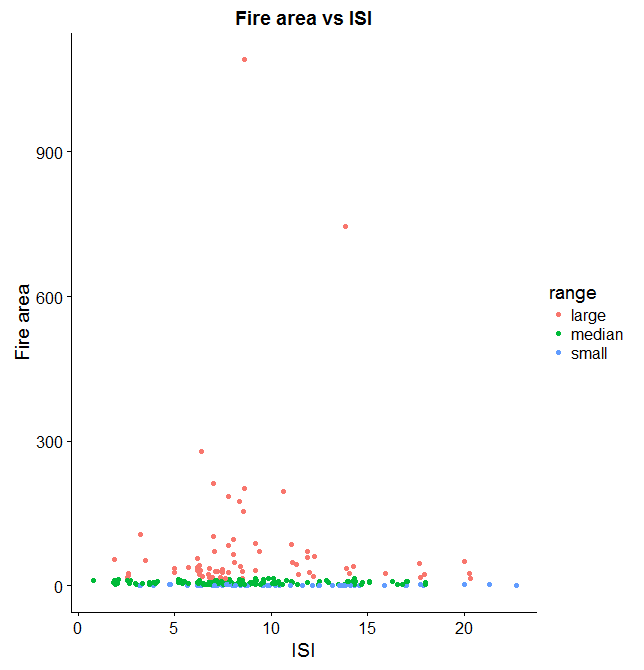 Fire area vs ISI
Fire area
900
600
300
0
0 5 10 15 20
ISI
range
large
median
small